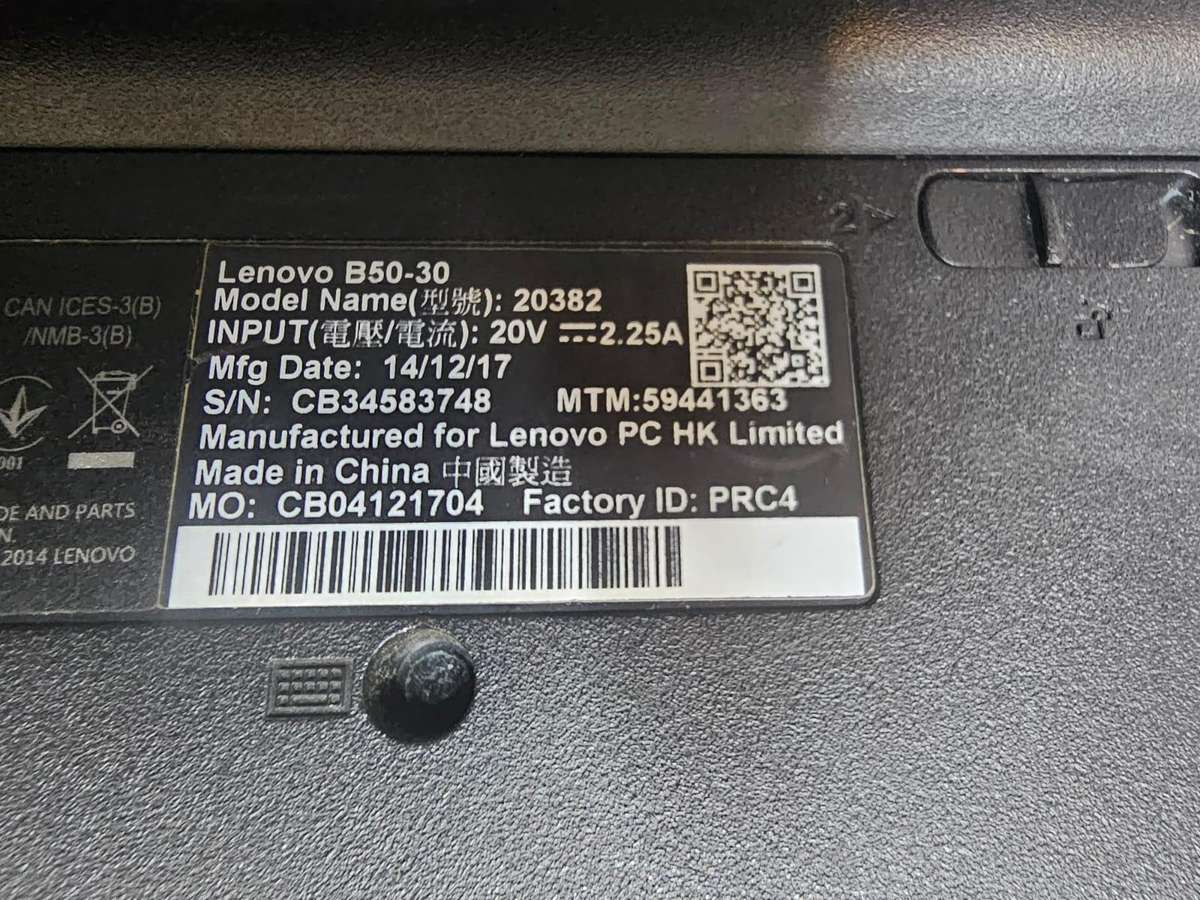 2
CAN ICES-3(B)
/NMB-3(B)
001
DE AND PARTS
N.
2014 LENOVO
Lenovo B50-30
Model Name(型號): 20382
INPUT(電壓/電流): 20V ⎓2.25A
Mfg Date: 14/12/17
S/N: CB34583748 MTM:59441363
Manufactured for Lenovo PC HK Limited
Made in China 中國製造
MO: CB04121704 Factory ID: PRC4